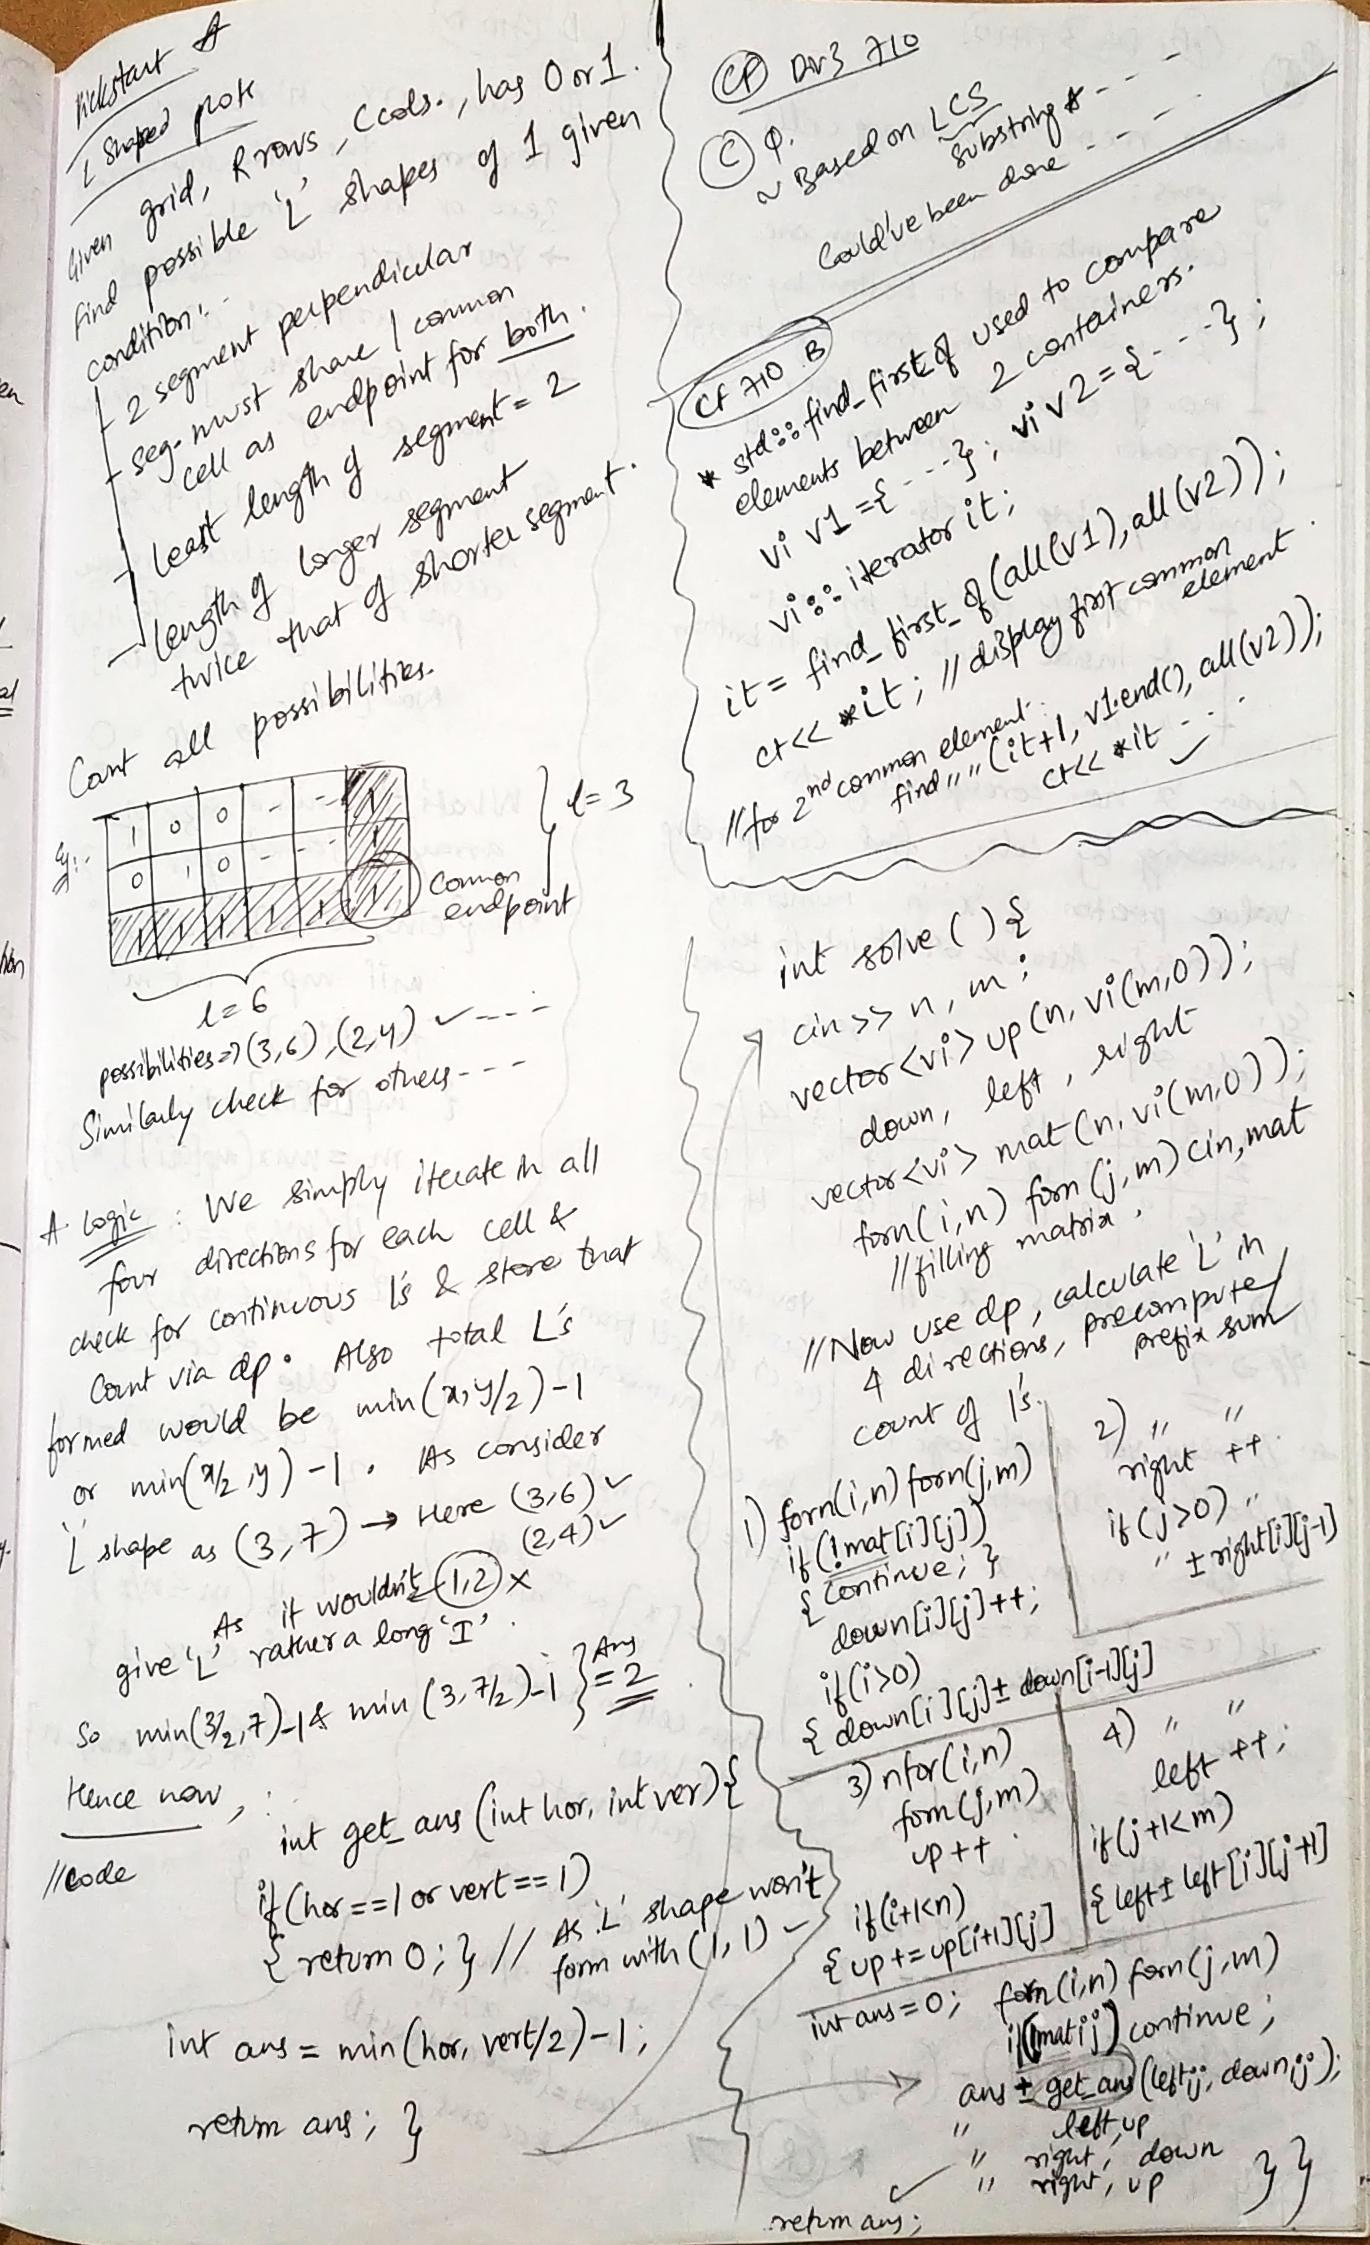 Kickstart A
L Shaped plots
Given grid, R rows, C cols., has 0 or 1.
Find possible 'L' shapes of 1 given
condition:-
- 2 segment perpendicular
- seg. must share 1 common
cell as endpoint for both.
- least length of segment = 2
- length of longer segment
twice that of shorter segment.
Count all possibilities.
Eg:-
1 0 0 - - 1
0 1 0 - - - 1
1 1 1 1 1 1
l=3
Common
endpoint
l=6
possibilities => (3,6), (2,4) ✓ - - -
Similarly check for others - - -
* Logic : We simply iterate in all
four directions for each cell &
check for continuous 1s & store that
Count via dp. Also total L's
formed would be min(x,y/2)-1
or min(x/2,y)-1. As consider
'L' shape as (3,7) → Here (3,6) ✓
(2,4) ✓
As it wouldn't (1,2) x
give 'L' rather a long 'I'.
So min(3/2,7)-1 & min(3,7/2)-1 } Ans = 2
Hence now, :
//Code
int get_ans (int hor, int ver) {
if (hor==1 or vert==1)
{ return 0; } // As 'L' shape won't
form with (1,1) ✓
int ans = min(hor, vert/2)-1;
return ans; }
CP Div3 710
C Q.
~ Based on LCS
substring * - - -
Could've been done - - -
CF 710 B
* std::find_first_of used to compare
elements between 2 containers.
vi v1={---}; vi v2={---};
vi::iterator it;
it = find_first_of(all(v1), all(v2));
ct<< *it; // display first common
element
// for 2nd common element.
find " " (it+1, v1.end(), all(v2));
ct<< *it - - -
✓
int solve () {
cin>> n, m;
vector<vi> up(n, vi(m,0));
down, left, right
vector<vi> mat(n, vi(m,0));
forn(i,n) forn(j,m) cin, mat
//filling matrix.
//Now use dp, calculate 'L' in
4 directions, precompute/
prefix sum
count of 1s.
1) forn(i,n) forn(j,m)
if(!mat[i][j])
{ continue; }
down[i][j]++;
if(i>0)
{ down[i][j]+= down[i-1][j]
2) " "
right ++
if (j>0) "
" += right[i][j-1]
3) nfor(i,n)
forn(j,m)
up++
if(i+1<n)
{ up+=up[i+1][j]
4) " "
left ++;
if(j+1<m)
{ left+= left[i][j+1]
int ans=0; forn(i,n) forn(j,m)
if(!mat ij) continue;
ans += get_ans(left ij, down ij);
" left, up
" right, down
" right, up } }
✓
return ans;